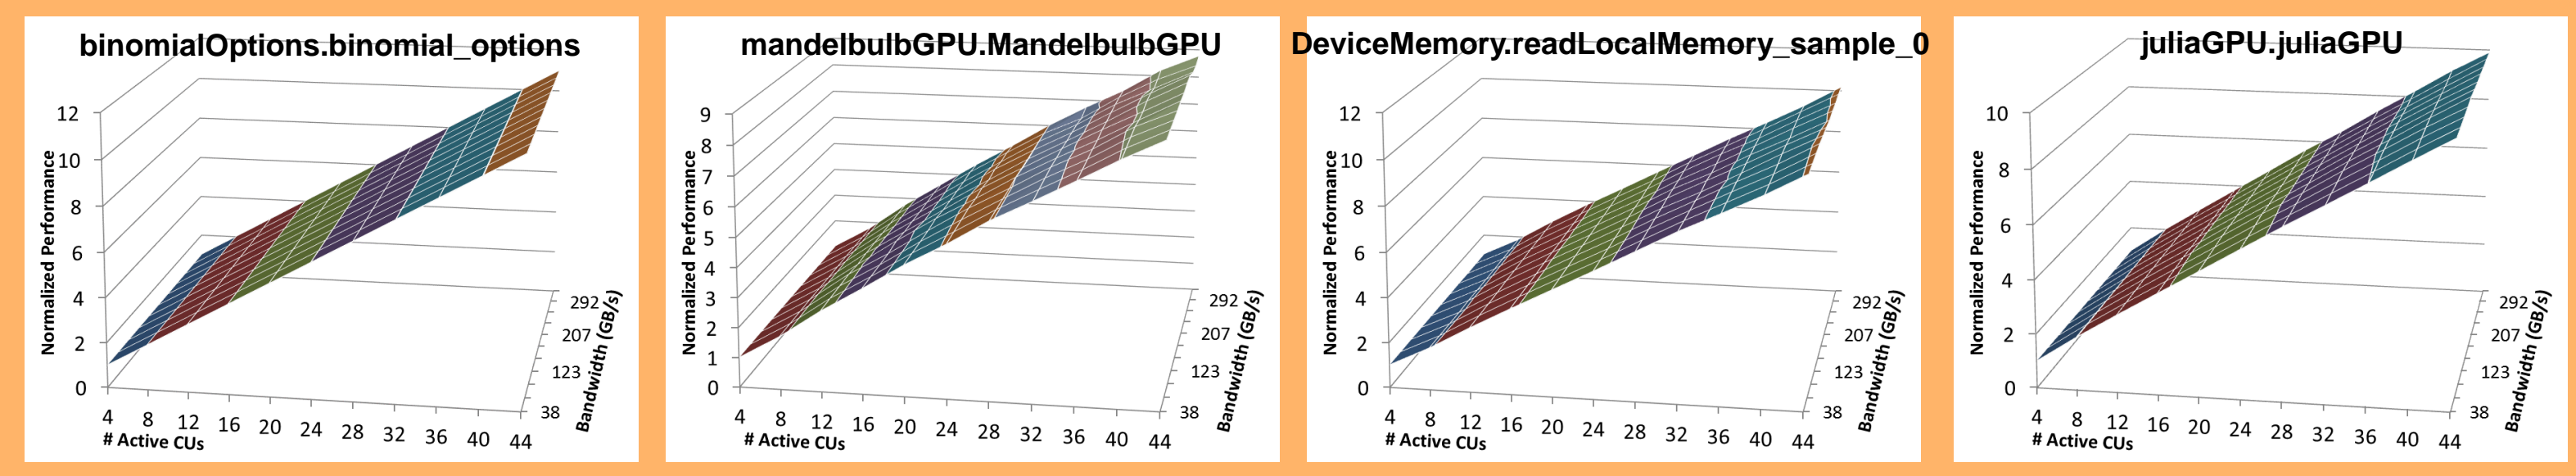 binomialOptions.binomial_options
12
10
8
6
4
2
0
Normalized Performance
4 8 12 16 20 24 28 32 36 40 44
# Active CUs
292
207
123
38
Bandwidth (GB/s)
mandelbulbGPU.MandelbulbGPU
9
8
7
6
5
4
3
2
1
0
Normalized Performance
4 8 12 16 20 24 28 32 36 40 44
# Active CUs
292
207
123
38
Bandwidth (GB/s)
DeviceMemory.readLocalMemory_sample_0
12
10
8
6
4
2
0
Normalized Performance
4 8 12 16 20 24 28 32 36 40 44
# Active CUs
292
207
123
38
Bandwidth (GB/s)
juliaGPU.juliaGPU
10
8
6
4
2
0
Normalized Performance
4 8 12 16 20 24 28 32 36 40 44
# Active CUs
292
207
123
38
Bandwidth (GB/s)